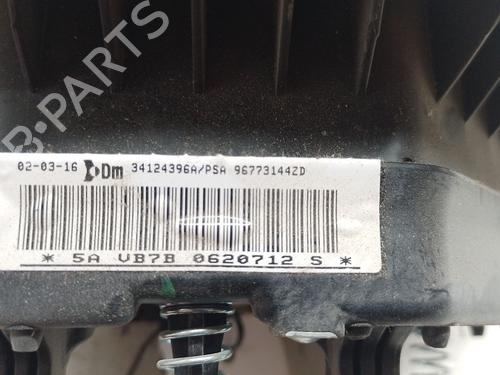 B-PARTS
02-03-16 Dm 34124396A/PSA 96773144ZD
* 5A VB7B 0620712 S *